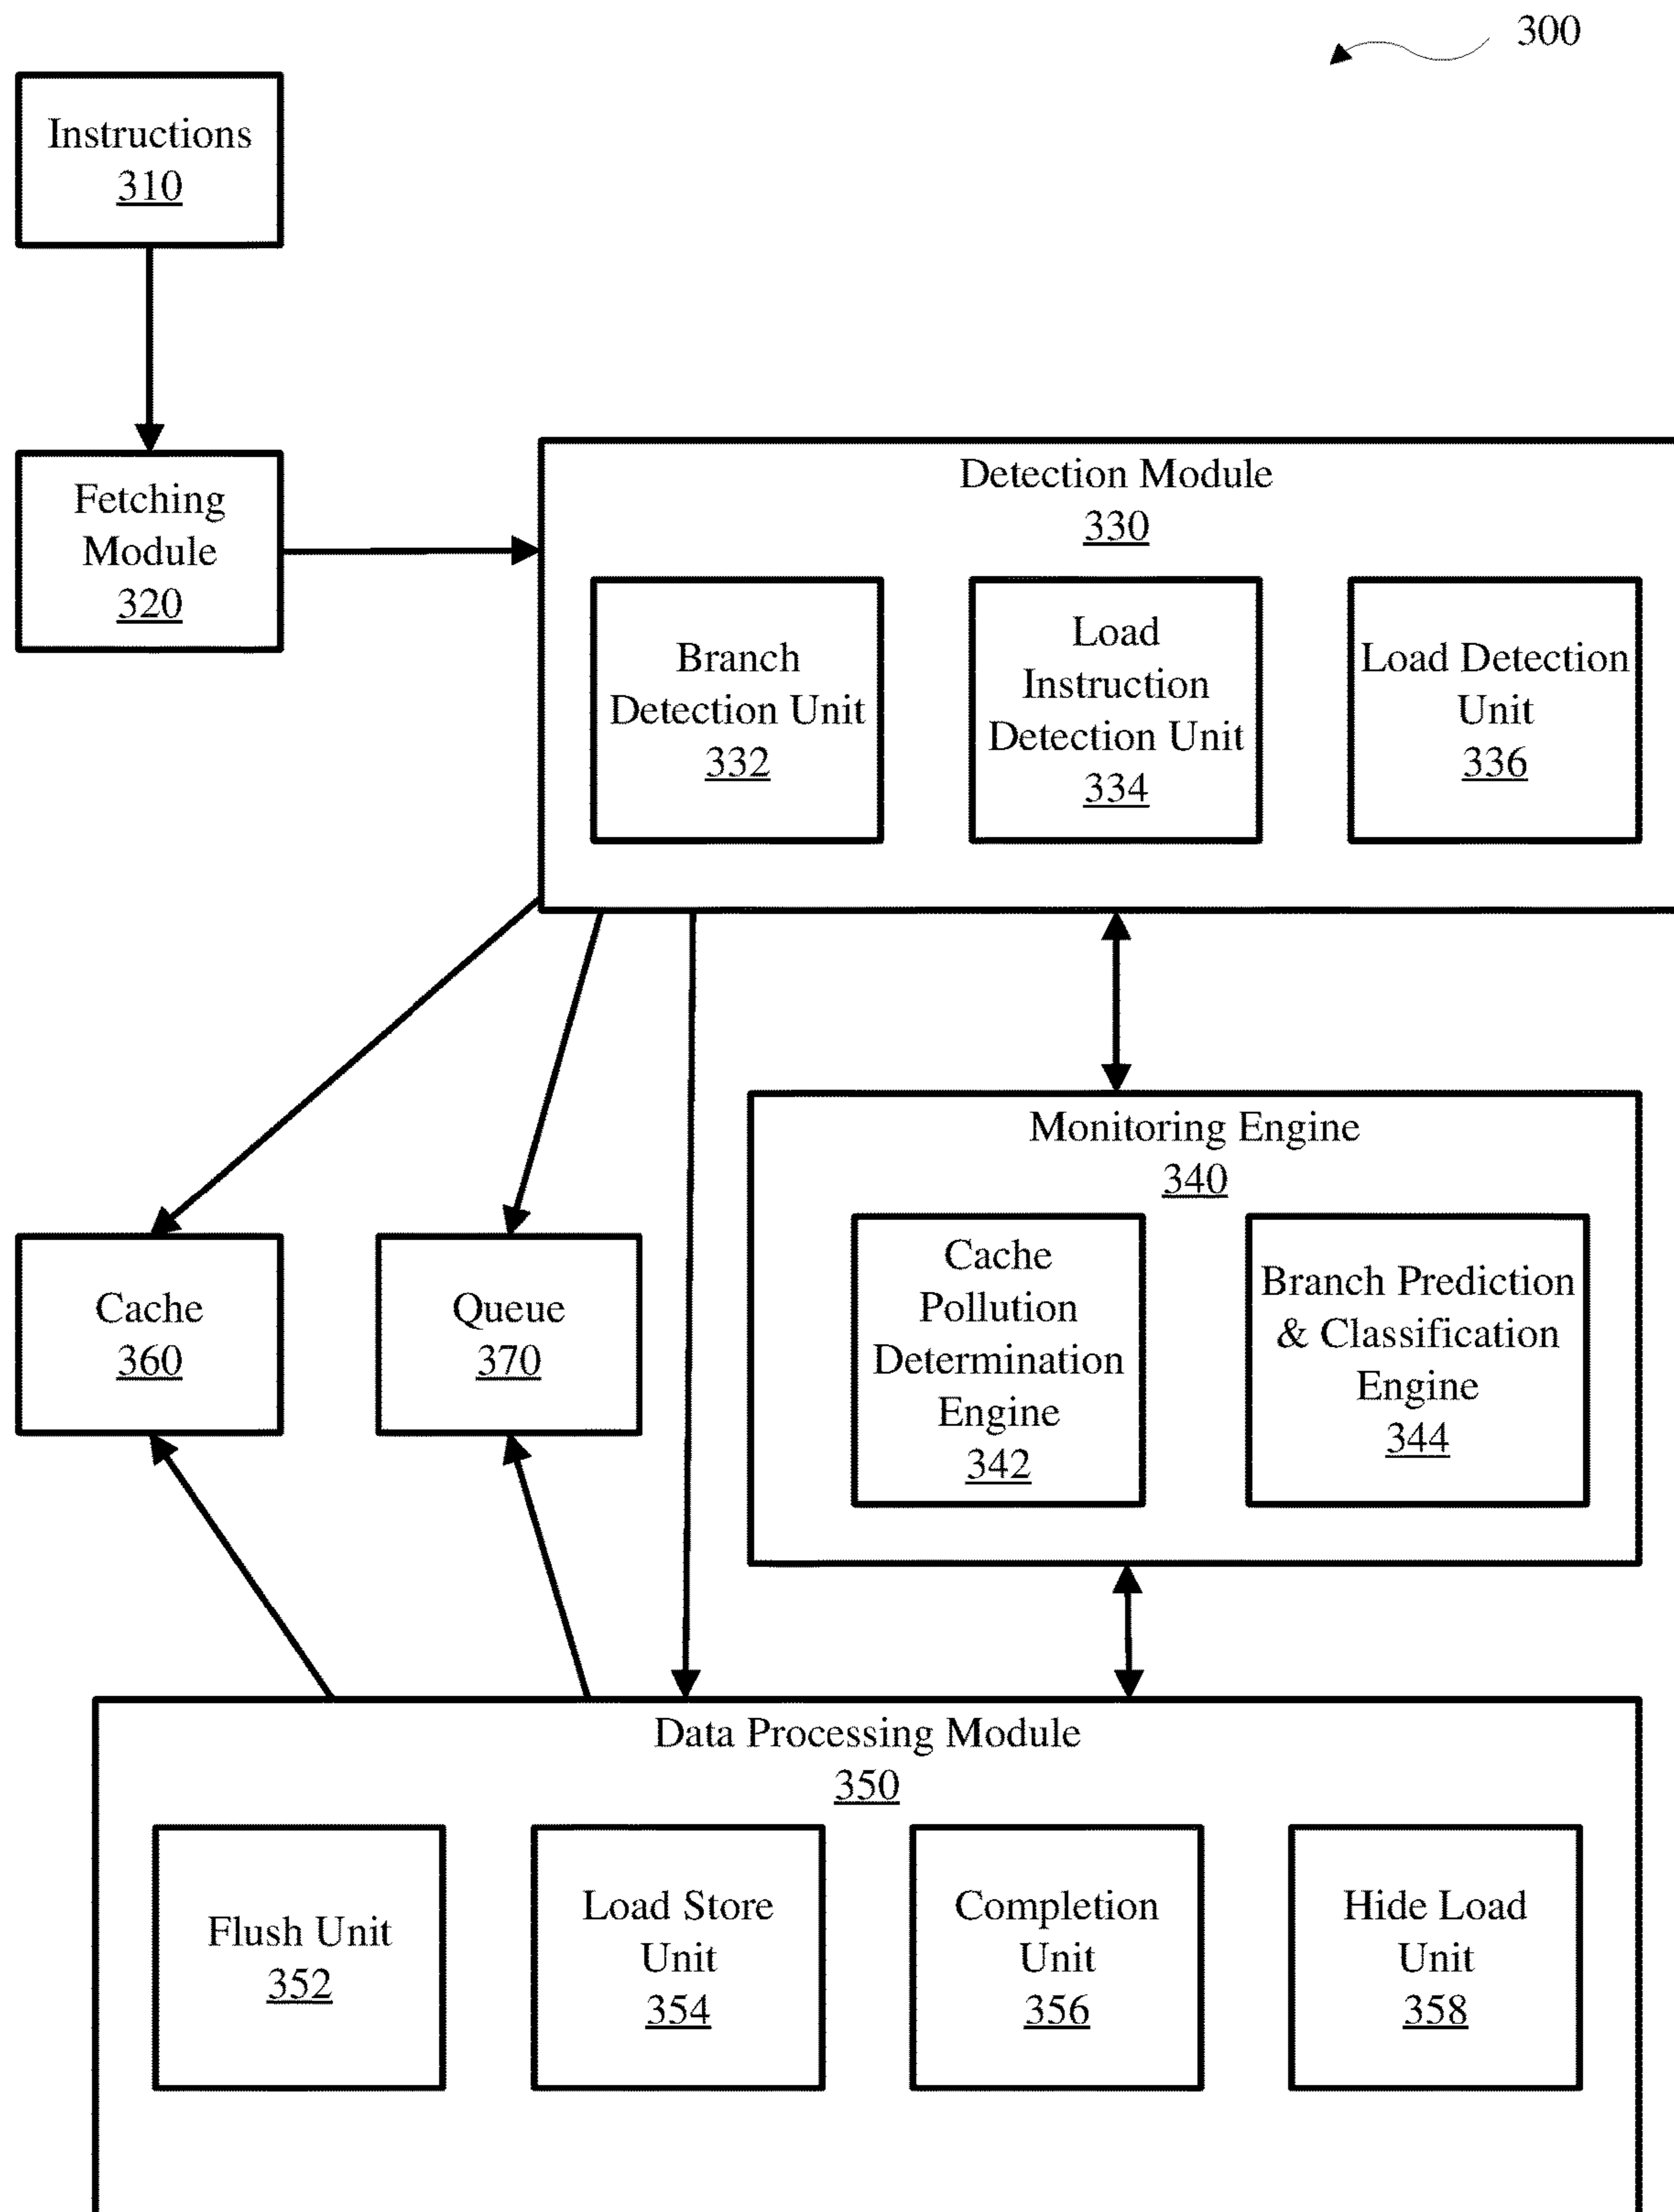 300
Instructions
310
Fetching
Module
320
Detection Module
330
Branch
Detection Unit
332
Load
Instruction
Detection Unit
334
Load Detection
Unit
336
Monitoring Engine
340
Cache
Pollution
Determination
Engine
342
Branch Prediction
& Classification
Engine
344
Cache
360
Queue
370
Data Processing Module
350
Flush Unit
352
Load Store
Unit
354
Completion
Unit
356
Hide Load
Unit
358